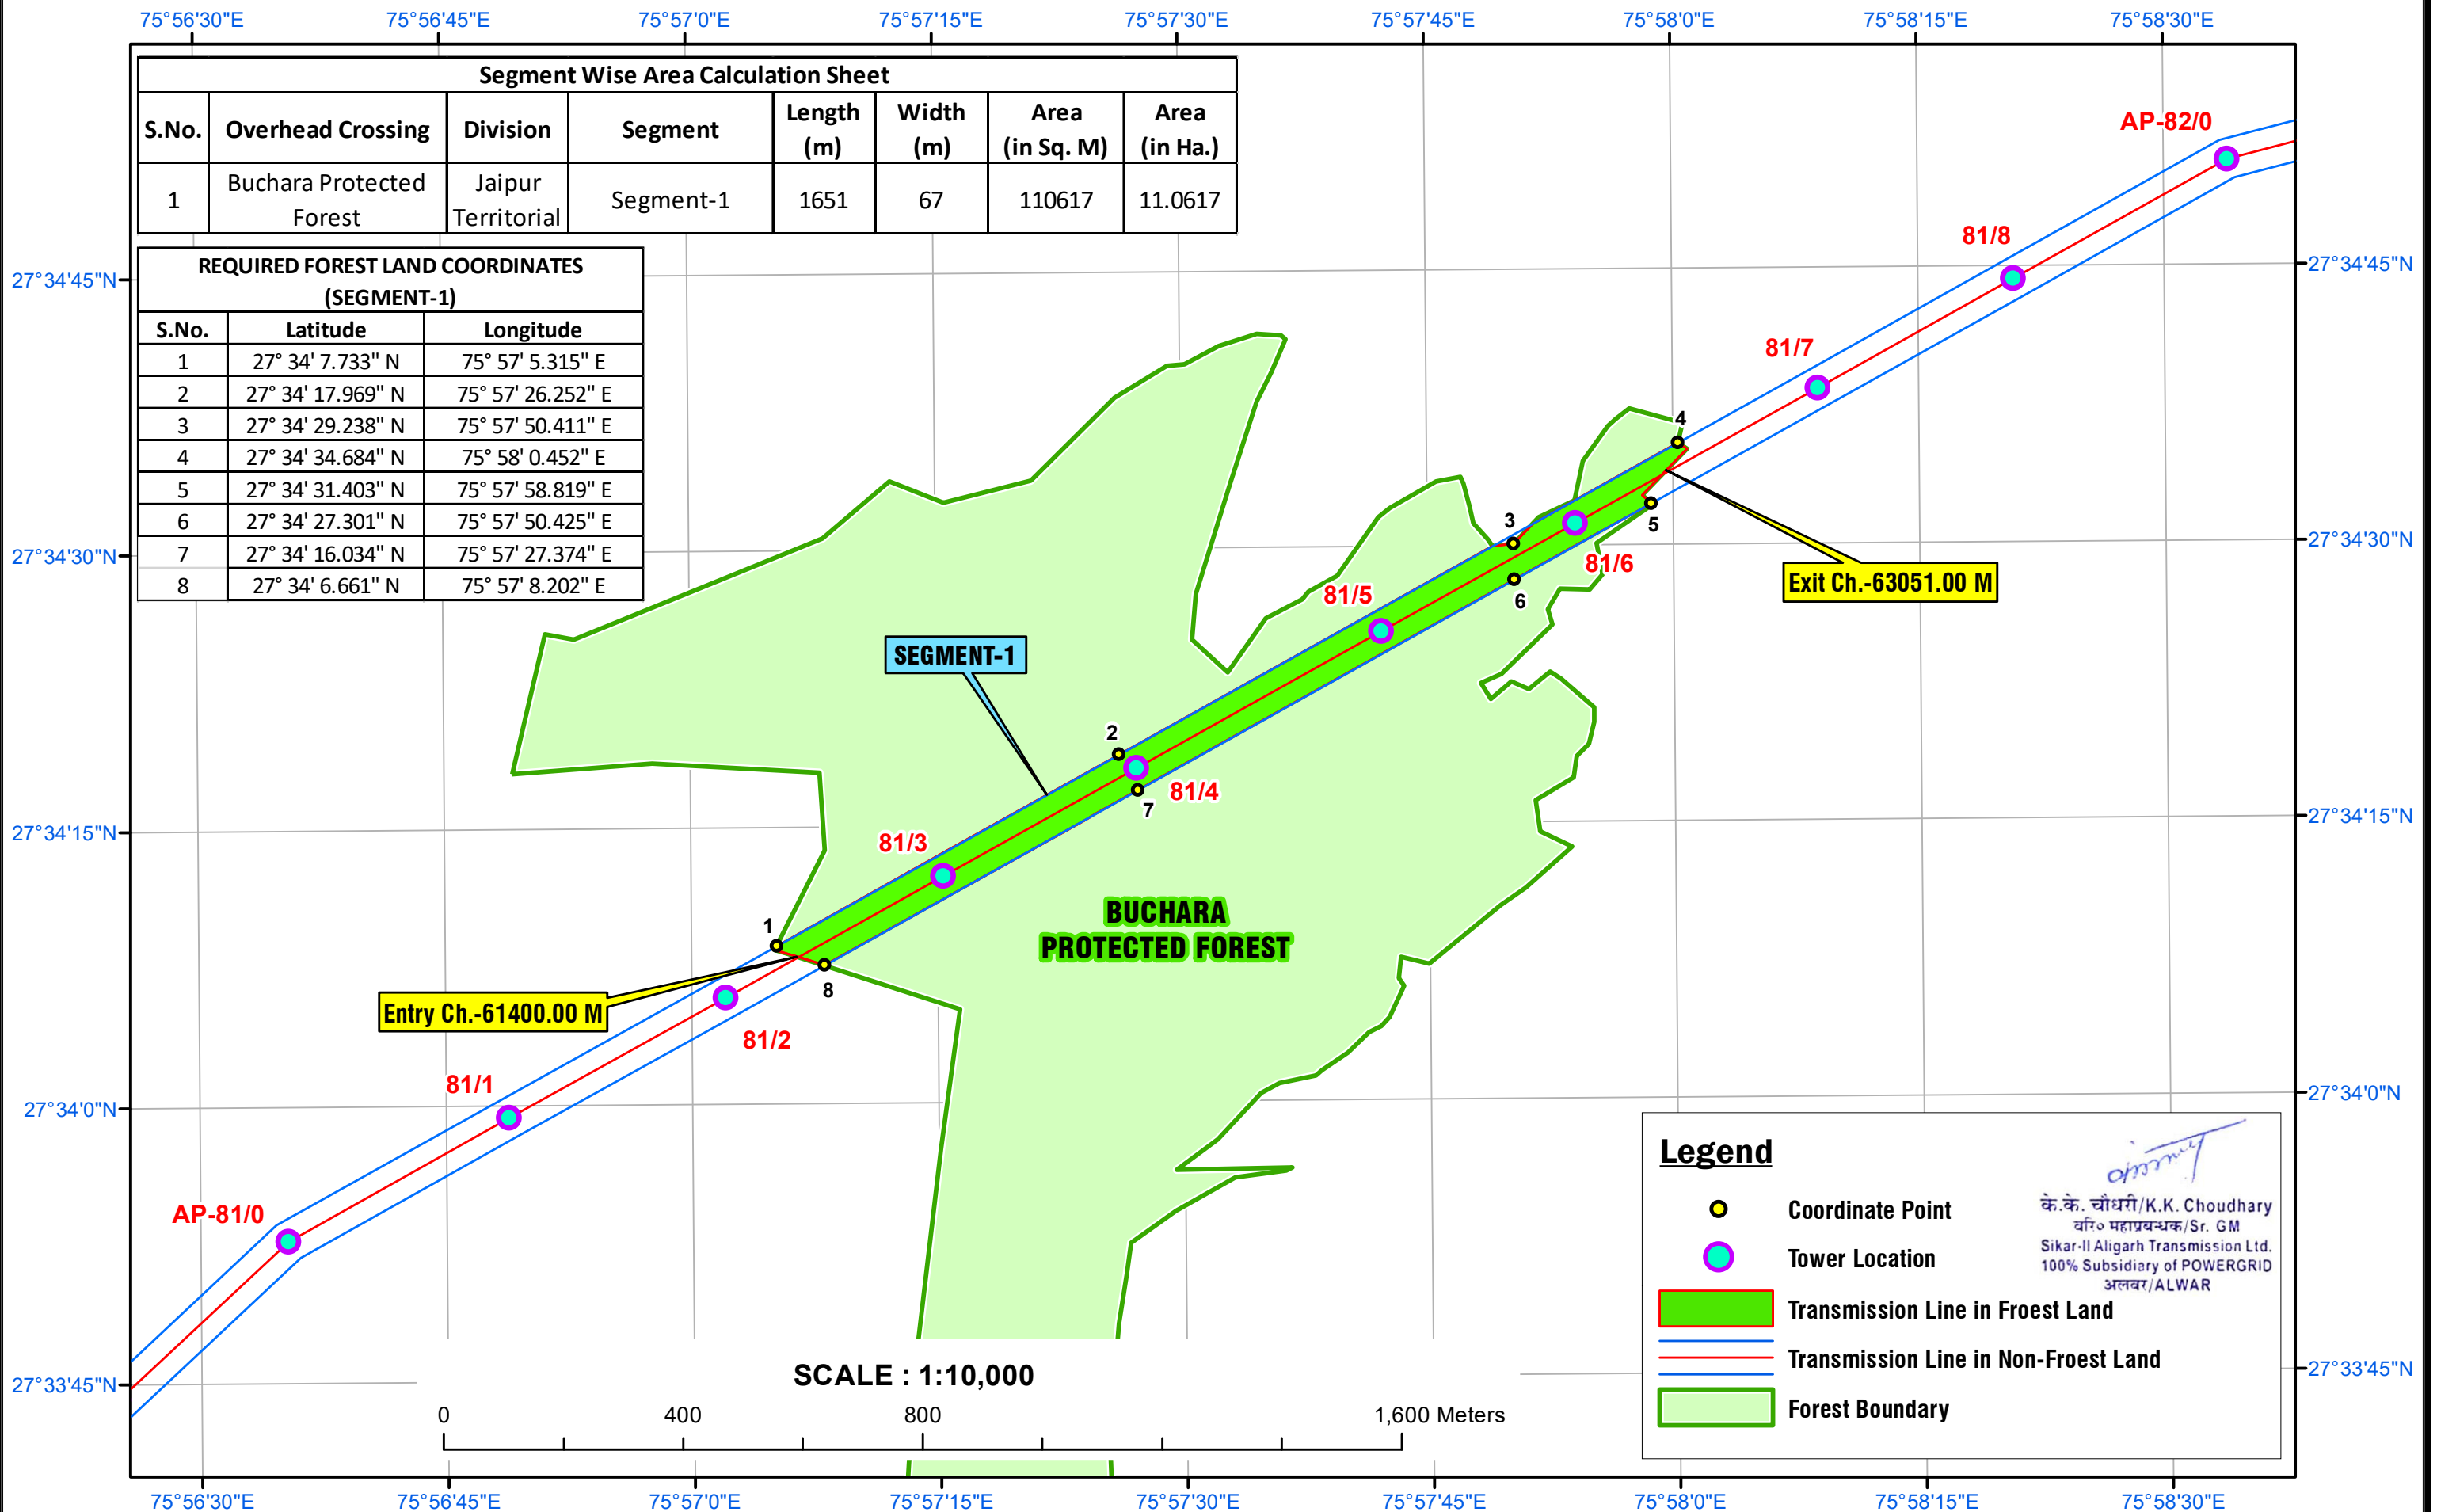 75°56'30"E 75°56'45"E 75°57'0"E 75°57'15"E 75°57'30"E 75°57'45"E 75°58'0"E 75°58'15"E 75°58'30"E
Segment Wise Area Calculation Sheet
S.No. Overhead Crossing Division Segment Length (m) Width (m) Area (in Sq. M) Area (in Ha.)
1 Buchara Protected Forest Jaipur Territorial Segment-1 1651 67 110617 11.0617
REQUIRED FOREST LAND COORDINATES
(SEGMENT-1)
S.No. Latitude Longitude
1 27° 34' 7.733" N 75° 57' 5.315" E
2 27° 34' 17.969" N 75° 57' 26.252" E
3 27° 34' 29.238" N 75° 57' 50.411" E
4 27° 34' 34.684" N 75° 58' 0.452" E
5 27° 34' 31.403" N 75° 57' 58.819" E
6 27° 34' 27.301" N 75° 57' 50.425" E
7 27° 34' 16.034" N 75° 57' 27.374" E
8 27° 34' 6.661" N 75° 57' 8.202" E
27°34'45"N
27°34'30"N
27°34'15"N
27°34'0"N
27°33'45"N
27°34'45"N
27°34'30"N
27°34'15"N
27°34'0"N
27°33'45"N
AP-82/0
81/8
81/7
4
3
5
81/6
Exit Ch.-63051.00 M
81/5
6
SEGMENT-1
2
81/4
7
81/3
BUCHARA
PROTECTED FOREST
1
8
Entry Ch.-61400.00 M
81/2
81/1
AP-81/0
SCALE : 1:10,000
0 400 800 1,600 Meters
Legend
Coordinate Point
Tower Location
Transmission Line in Froest Land
Transmission Line in Non-Froest Land
Forest Boundary
के.के. चौधरी/K.K. Choudhary
वरि० महाप्रबन्धक/Sr. GM
Sikar-II Aligarh Transmission Ltd.
100% Subsidiary of POWERGRID
अलवर/ALWAR
75°56'30"E 75°56'45"E 75°57'0"E 75°57'15"E 75°57'30"E 75°57'45"E 75°58'0"E 75°58'15"E 75°58'30"E